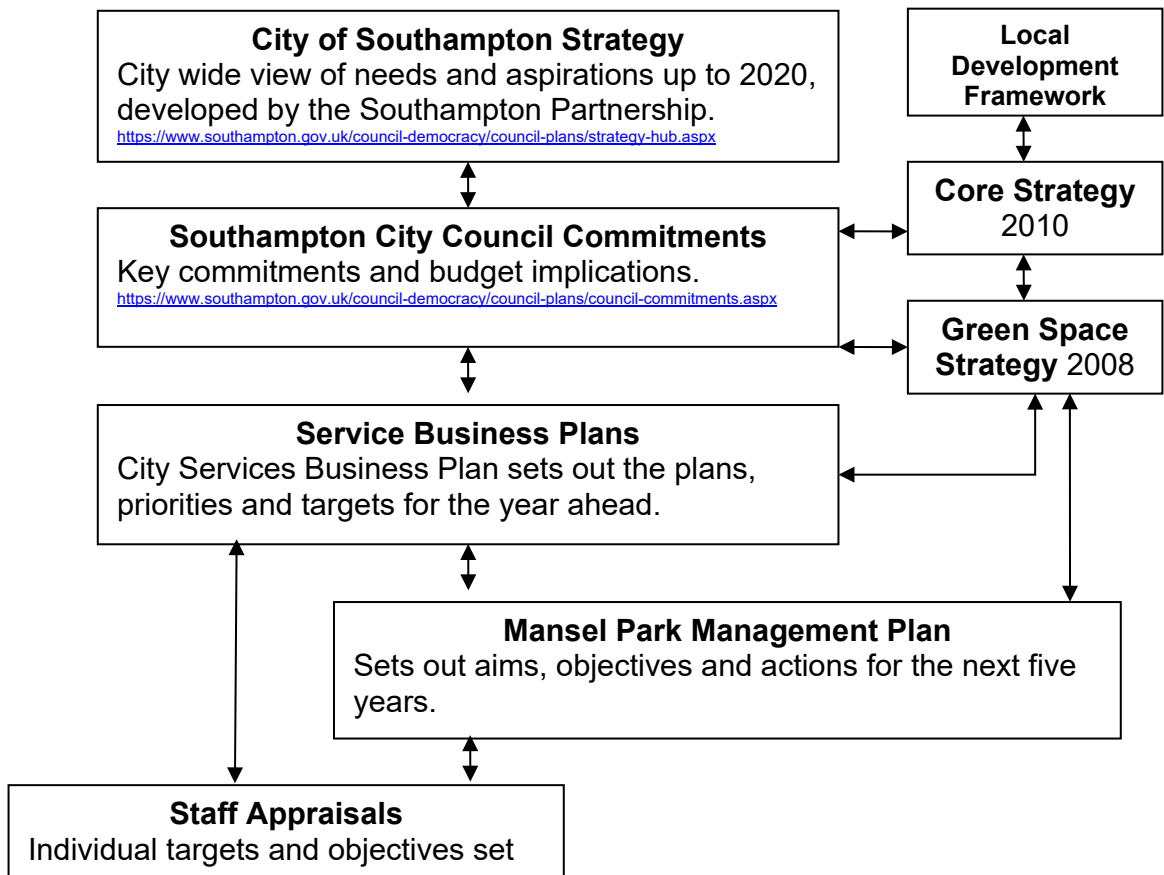 City of Southampton Strategy
City wide view of needs and aspirations up to 2020,
developed by the Southampton Partnership.
https://www.southampton.gov.uk/council-democracy/council-plans/strategy-hub.aspx
Local
Development
Framework
Core Strategy
2010
Southampton City Council Commitments
Key commitments and budget implications.
https://www.southampton.gov.uk/council-democracy/council-plans/council-commitments.aspx
Green Space
Strategy 2008
Service Business Plans
City Services Business Plan sets out the plans,
priorities and targets for the year ahead.
Mansel Park Management Plan
Sets out aims, objectives and actions for the next five
years.
Staff Appraisals
Individual targets and objectives set